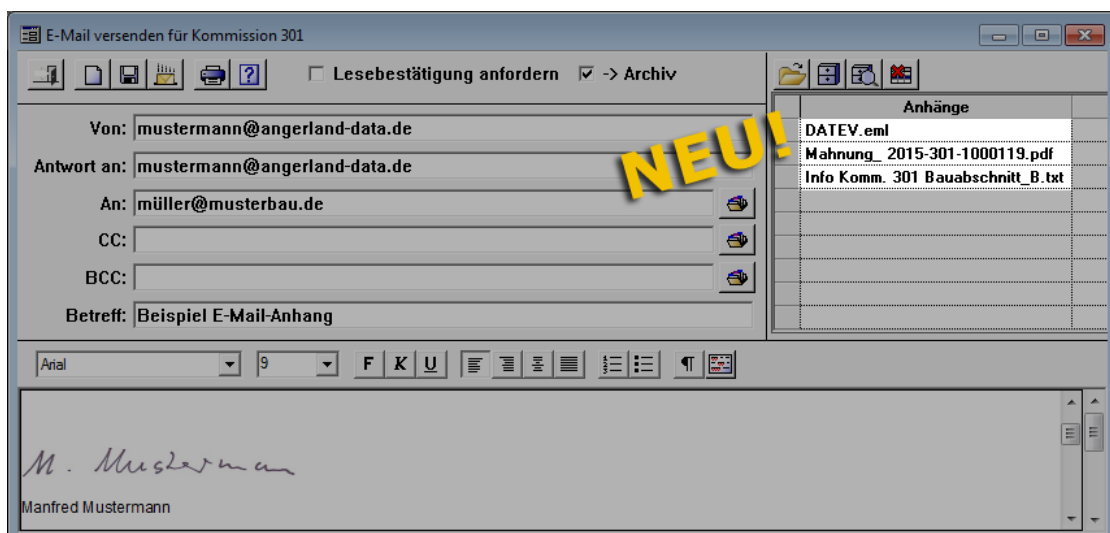 E-Mail versenden für Kommission 301
Lesebestätigung anfordern -> Archiv
Anhänge
Von: mustermann@angerland-data.de
DATEV.eml
NEU!
Mahnung_ 2015-301-1000119.pdf
Antwort an: mustermann@angerland-data.de
Info Komm. 301 Bauabschnitt_B.txt
An: müller@musterbau.de
CC:
BCC:
Betreff: Beispiel E-Mail-Anhang
Arial 9 F K U
M. Mustermann
Manfred Mustermann